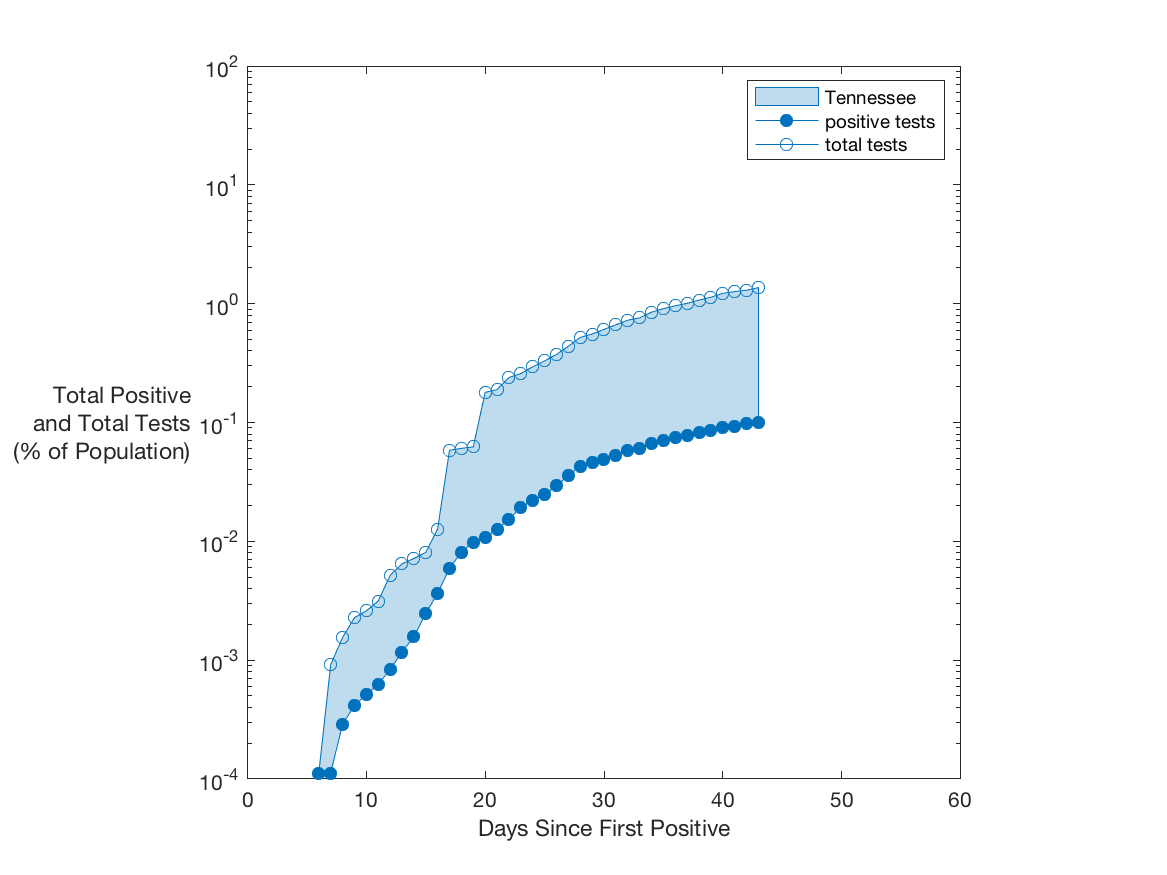 10^2
10^1
10^0
10^-1
10^-2
10^-3
10^-4
Total Positive
and Total Tests
(% of Population)
Tennessee
positive tests
total tests
0 10 20 30 40 50 60
Days Since First Positive